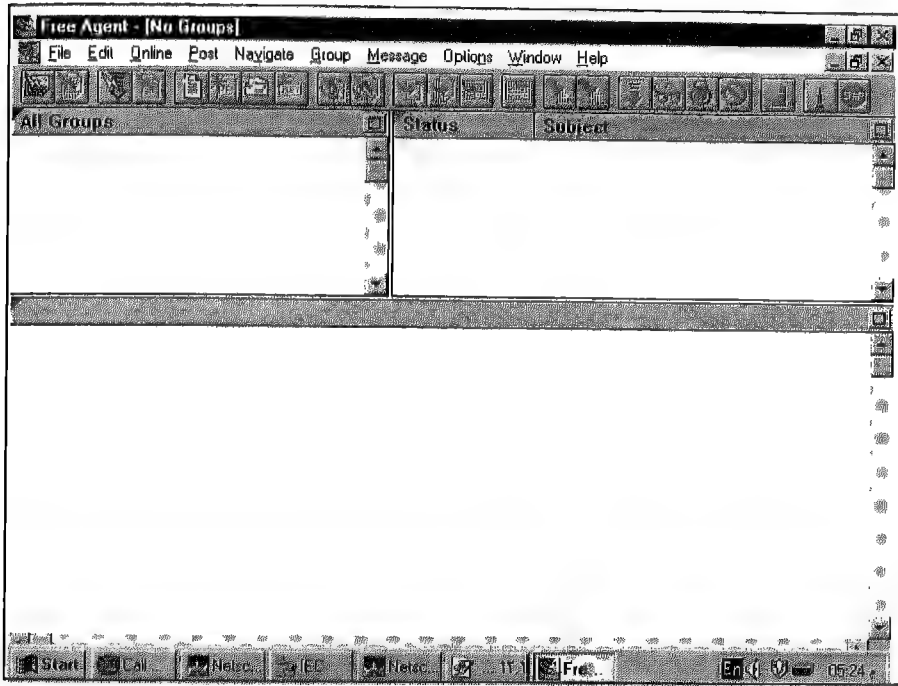 Free Agent - [No Groups]
File Edit Online Post Navigate Group Message Options Window Help
All Groups
Status Subject
Start Call... Netsc... IEC Netsc... Fre... En 05:24 م